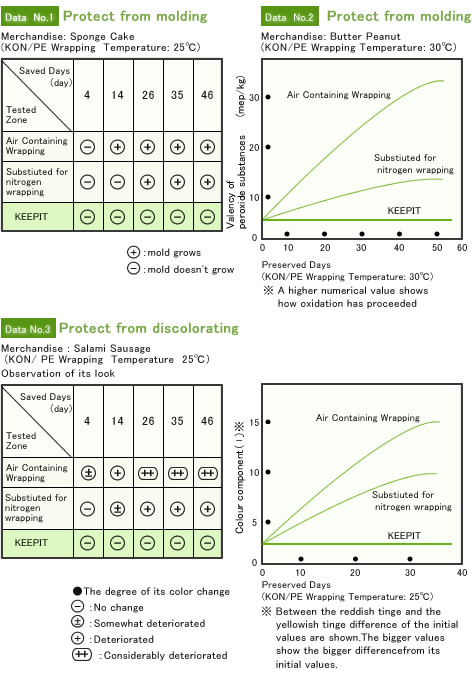 Data No.1 Protect from molding
Merchandise: Sponge Cake
(KON/PE Wrapping Temperature: 25℃)
Saved Days
(day)
Tested
Zone
4 14 26 35 46
Air Containing
Wrapping
- + + + +
Substiuted for
nitrogen
wrapping
- - + + +
KEEPIT - - - - -
+ : mold grows
- : mold doesn't grow
Data No.2 Protect from molding
Merchandise: Butter Peanut
(KON/PE Wrapping Temperature: 30℃)
Valency of
peroxide substances (mep/kg)
30
20
10
0
Air Containing Wrapping
Substiuted for
nitrogen wrapping
KEEPIT
10 20 30 40 50 60
Preserved Days
(KON/PE Wrapping Temperature: 30℃)
※ A higher numerical value shows
how oxidation has proceeded
Data No.3 Protect from discolorating
Merchandise : Salami Sausage
(KON/ PE Wrapping Temperature 25℃)
Observation of its look
Saved Days
(day)
Tested
Zone
4 14 26 35 46
Air Containing
Wrapping
± + ++ ++ ++
Substiuted for
nitrogen
wrapping
- ± + + +
KEEPIT - - - - -
●The degree of its color change
- : No change
± : Somewhat deteriorated
+ : Deteriorated
++ : Considerably deteriorated
Colour component(I)※
15
10
5
0
Air Containing Wrapping
Substiuted for
nitrogen wrapping
KEEPIT
10 20 30 40
Preserved Days
(KON/PE Wrapping Temperature: 25℃)
※ Between the reddish tinge and the
yellowish tinge difference of the initial
values are shown.The bigger values
show the bigger differencefrom its
initial values.